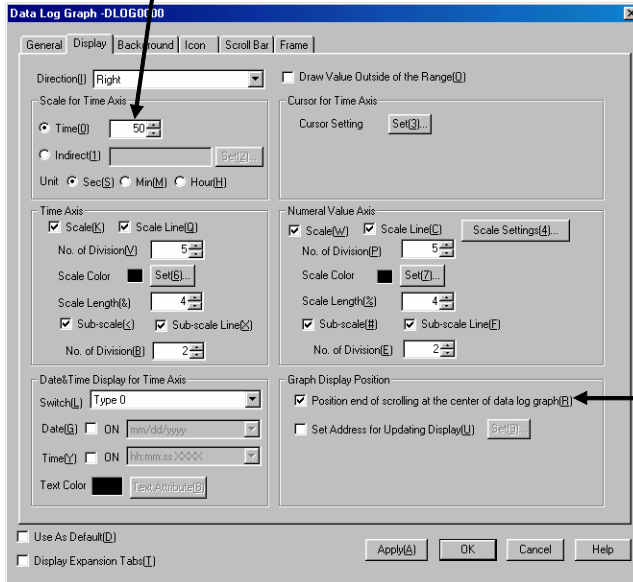 Data Log Graph -DLOG0000
General Display Background Icon Scroll Bar Frame
Direction(I) Right
Draw Value Outside of the Range(O)
Scale for Time Axis
Time(0) 50
Indirect(1) Set(2)...
Unit Sec(S) Min(M) Hour(H)
Cursor for Time Axis
Cursor Setting Set(3)...
Time Axis
Scale(K) Scale Line(Q)
No. of Division(V) 5
Scale Color Set(6)...
Scale Length(&) 4
Sub-scale(<) Sub-scale Line(X)
No. of Division(B) 2
Numeral Value Axis
Scale(W) Scale Line(C) Scale Settings(4)...
No. of Division(P) 5
Scale Color Set(7)...
Scale Length(%) 4
Sub-scale(#) Sub-scale Line(F)
No. of Division(E) 2
Date&Time Display for Time Axis
Switch(L) Type 0
Date(G) ON mm/dd/yyyy
Time(Y) ON hh:mm:ss XXXX
Text Color Text Attribute(8)
Graph Display Position
Position end of scrolling at the center of data log graph(R)
Set Address for Updating Display(U) Set(9)...
Use As Default(D)
Display Expansion Tabs(T)
Apply(A) OK Cancel Help